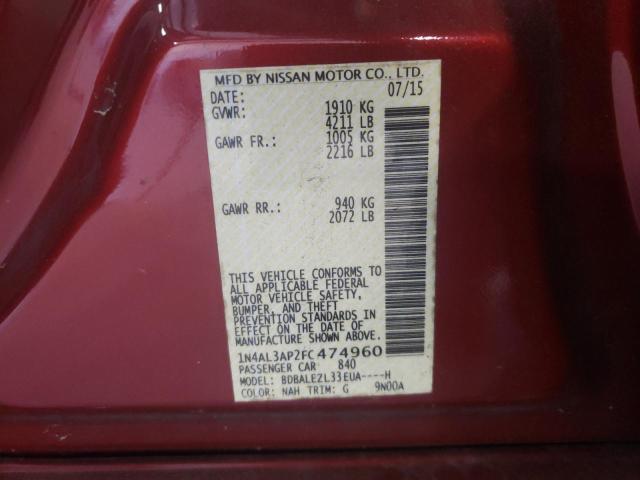 MFD BY NISSAN MOTOR CO., LTD.
DATE: 07/15
GVWR: 1910 KG
4211 LB
GAWR FR.: 1005 KG
2216 LB
GAWR RR.: 940 KG
2072 LB
THIS VEHICLE CONFORMS TO
ALL APPLICABLE FEDERAL
MOTOR VEHICLE SAFETY,
BUMPER, AND THEFT
PREVENTION STANDARDS IN
EFFECT ON THE DATE OF
MANUFACTURE SHOWN ABOVE.
1N4AL3AP2FC474960
PASSENGER CAR 840
MODEL: BDBALEZL33EUA----H
COLOR: NAH TRIM: G 9N00A